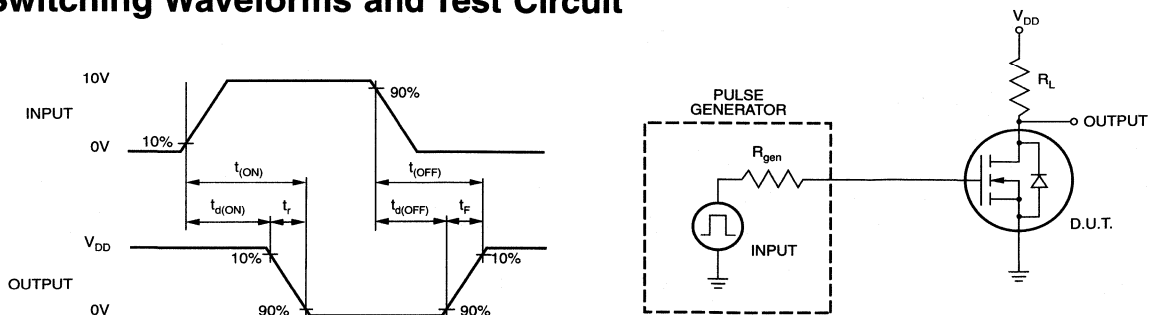 Switching Waveforms and Test Circuit
10V
INPUT
0V
10%
90%
t(ON)
t(OFF)
td(ON)
tr
td(OFF)
tF
VDD
OUTPUT
0V
10%
90%
10%
90%
PULSE
GENERATOR
Rgen
INPUT
VDD
RL
OUTPUT
D.U.T.